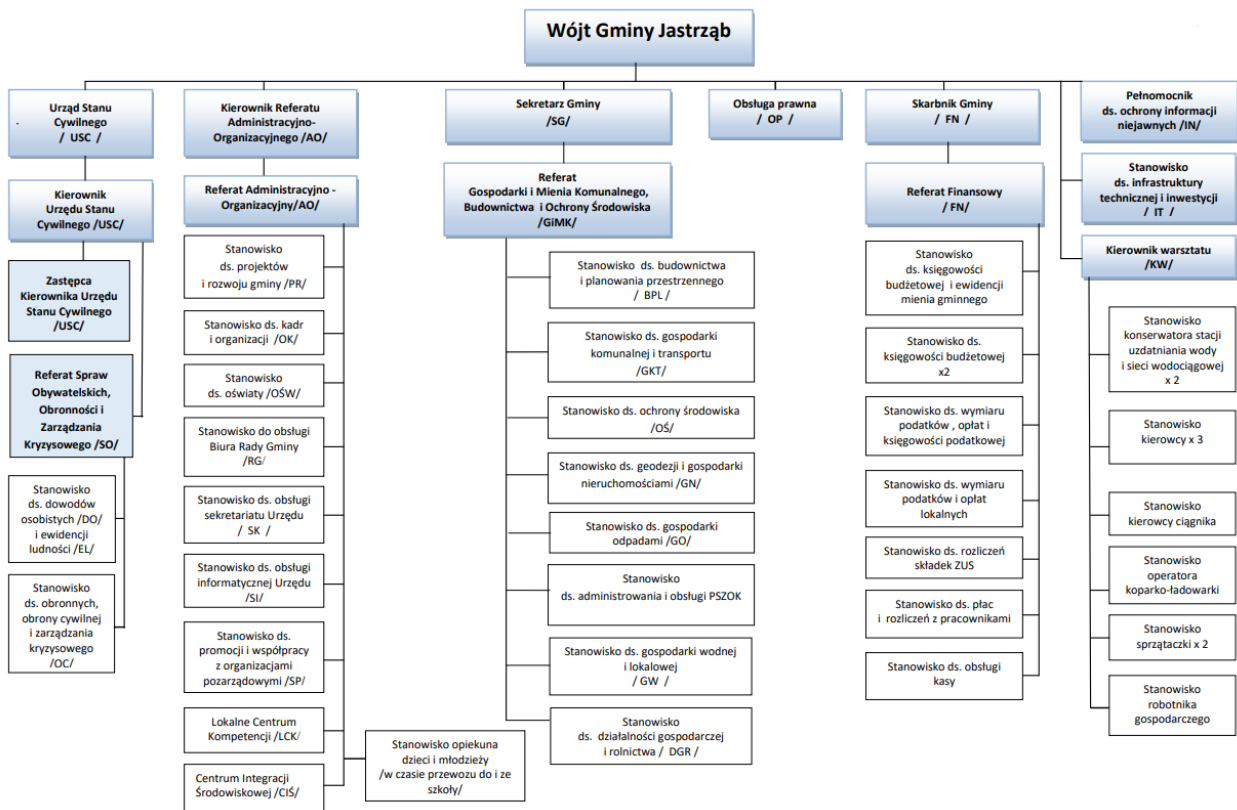 Wójt Gminy Jastrząb
Urząd Stanu
Cywilnego
/ USC /
Kierownik
Urzędu Stanu
Cywilnego /USC/
Zastępca
Kierownika Urzędu
Stanu Cywilnego
/USC/
Referat Spraw
Obywatelskich,
Obronności i
Zarządzania
Kryzysowego /SO/
Stanowisko
ds. dowodów
osobistych /DO/
i ewidencji
ludności /EL/
Stanowisko
ds. obronnych,
obrony cywilnej
i zarządzania
kryzysowego
/OC/
Kierownik Referatu
Administracyjno-
Organizacyjnego /AO/
Referat Administracyjno -
Organizacyjny/AO/
Stanowisko
ds. projektów
i rozwoju gminy /PR/
Stanowisko ds. kadr
i organizacji /OK/
Stanowisko
ds. oświaty /OŚW/
Stanowisko do obsługi
Biura Rady Gminy
/RG/
Stanowisko ds. obsługi
sekretariatu Urzędu
/ SK /
Stanowisko ds. obsługi
informatycznej Urzędu
/SI/
Stanowisko ds.
promocji i współpracy
z organizacjami
pozarządowymi /SP/
Lokalne Centrum
Kompetencji /LCK/
Centrum Integracji
Środowiskowej /CIŚ/
Stanowisko opiekuna
dzieci i młodzieży
/w czasie przewozu do i ze
szkoły/
Sekretarz Gminy
/SG/
Referat
Gospodarki i Mienia Komunalnego,
Budownictwa i Ochrony Środowiska
/GiMK/
Stanowisko ds. budownictwa
i planowania przestrzennego
/ BPL /
Stanowisko ds. gospodarki
komunalnej i transportu
/GKT/
Stanowisko ds. ochrony środowiska
/OŚ/
Stanowisko ds. geodezji i gospodarki
nieruchomościami /GN/
Stanowisko ds. gospodarki
odpadami /GO/
Stanowisko
ds. administrowania i obsługi PSZOK
Stanowisko ds. gospodarki wodnej
i lokalowej
/ GW /
Stanowisko
ds. działalności gospodarczej
i rolnictwa / DGR /
Obsługa prawna
/ OP /
Skarbnik Gminy
/ FN /
Referat Finansowy
/ FN/
Stanowisko
ds. księgowości
budżetowej i ewidencji
mienia gminnego
Stanowisko ds.
księgowości budżetowej
x2
Stanowisko ds. wymiaru
podatków , opłat i
księgowości podatkowej
Stanowisko ds. wymiaru
podatków i opłat
lokalnych
Stanowisko ds. rozliczeń
składek ZUS
Stanowisko ds. płac
i rozliczeń z pracownikami
Stanowisko ds. obsługi
kasy
Pełnomocnik
ds. ochrony informacji
niejawnych /IN/
Stanowisko
ds. infrastruktury
technicznej i inwestycji
/ IT /
Kierownik warsztatu
/KW/
Stanowisko
konserwatora stacji
uzdatniania wody
i sieci wodociągowej
x 2
Stanowisko
kierowcy x 3
Stanowisko
kierowcy ciągnika
Stanowisko
operatora
koparko-ładowarki
Stanowisko
sprzątaczki x 2
Stanowisko
robotnika
gospodarczego